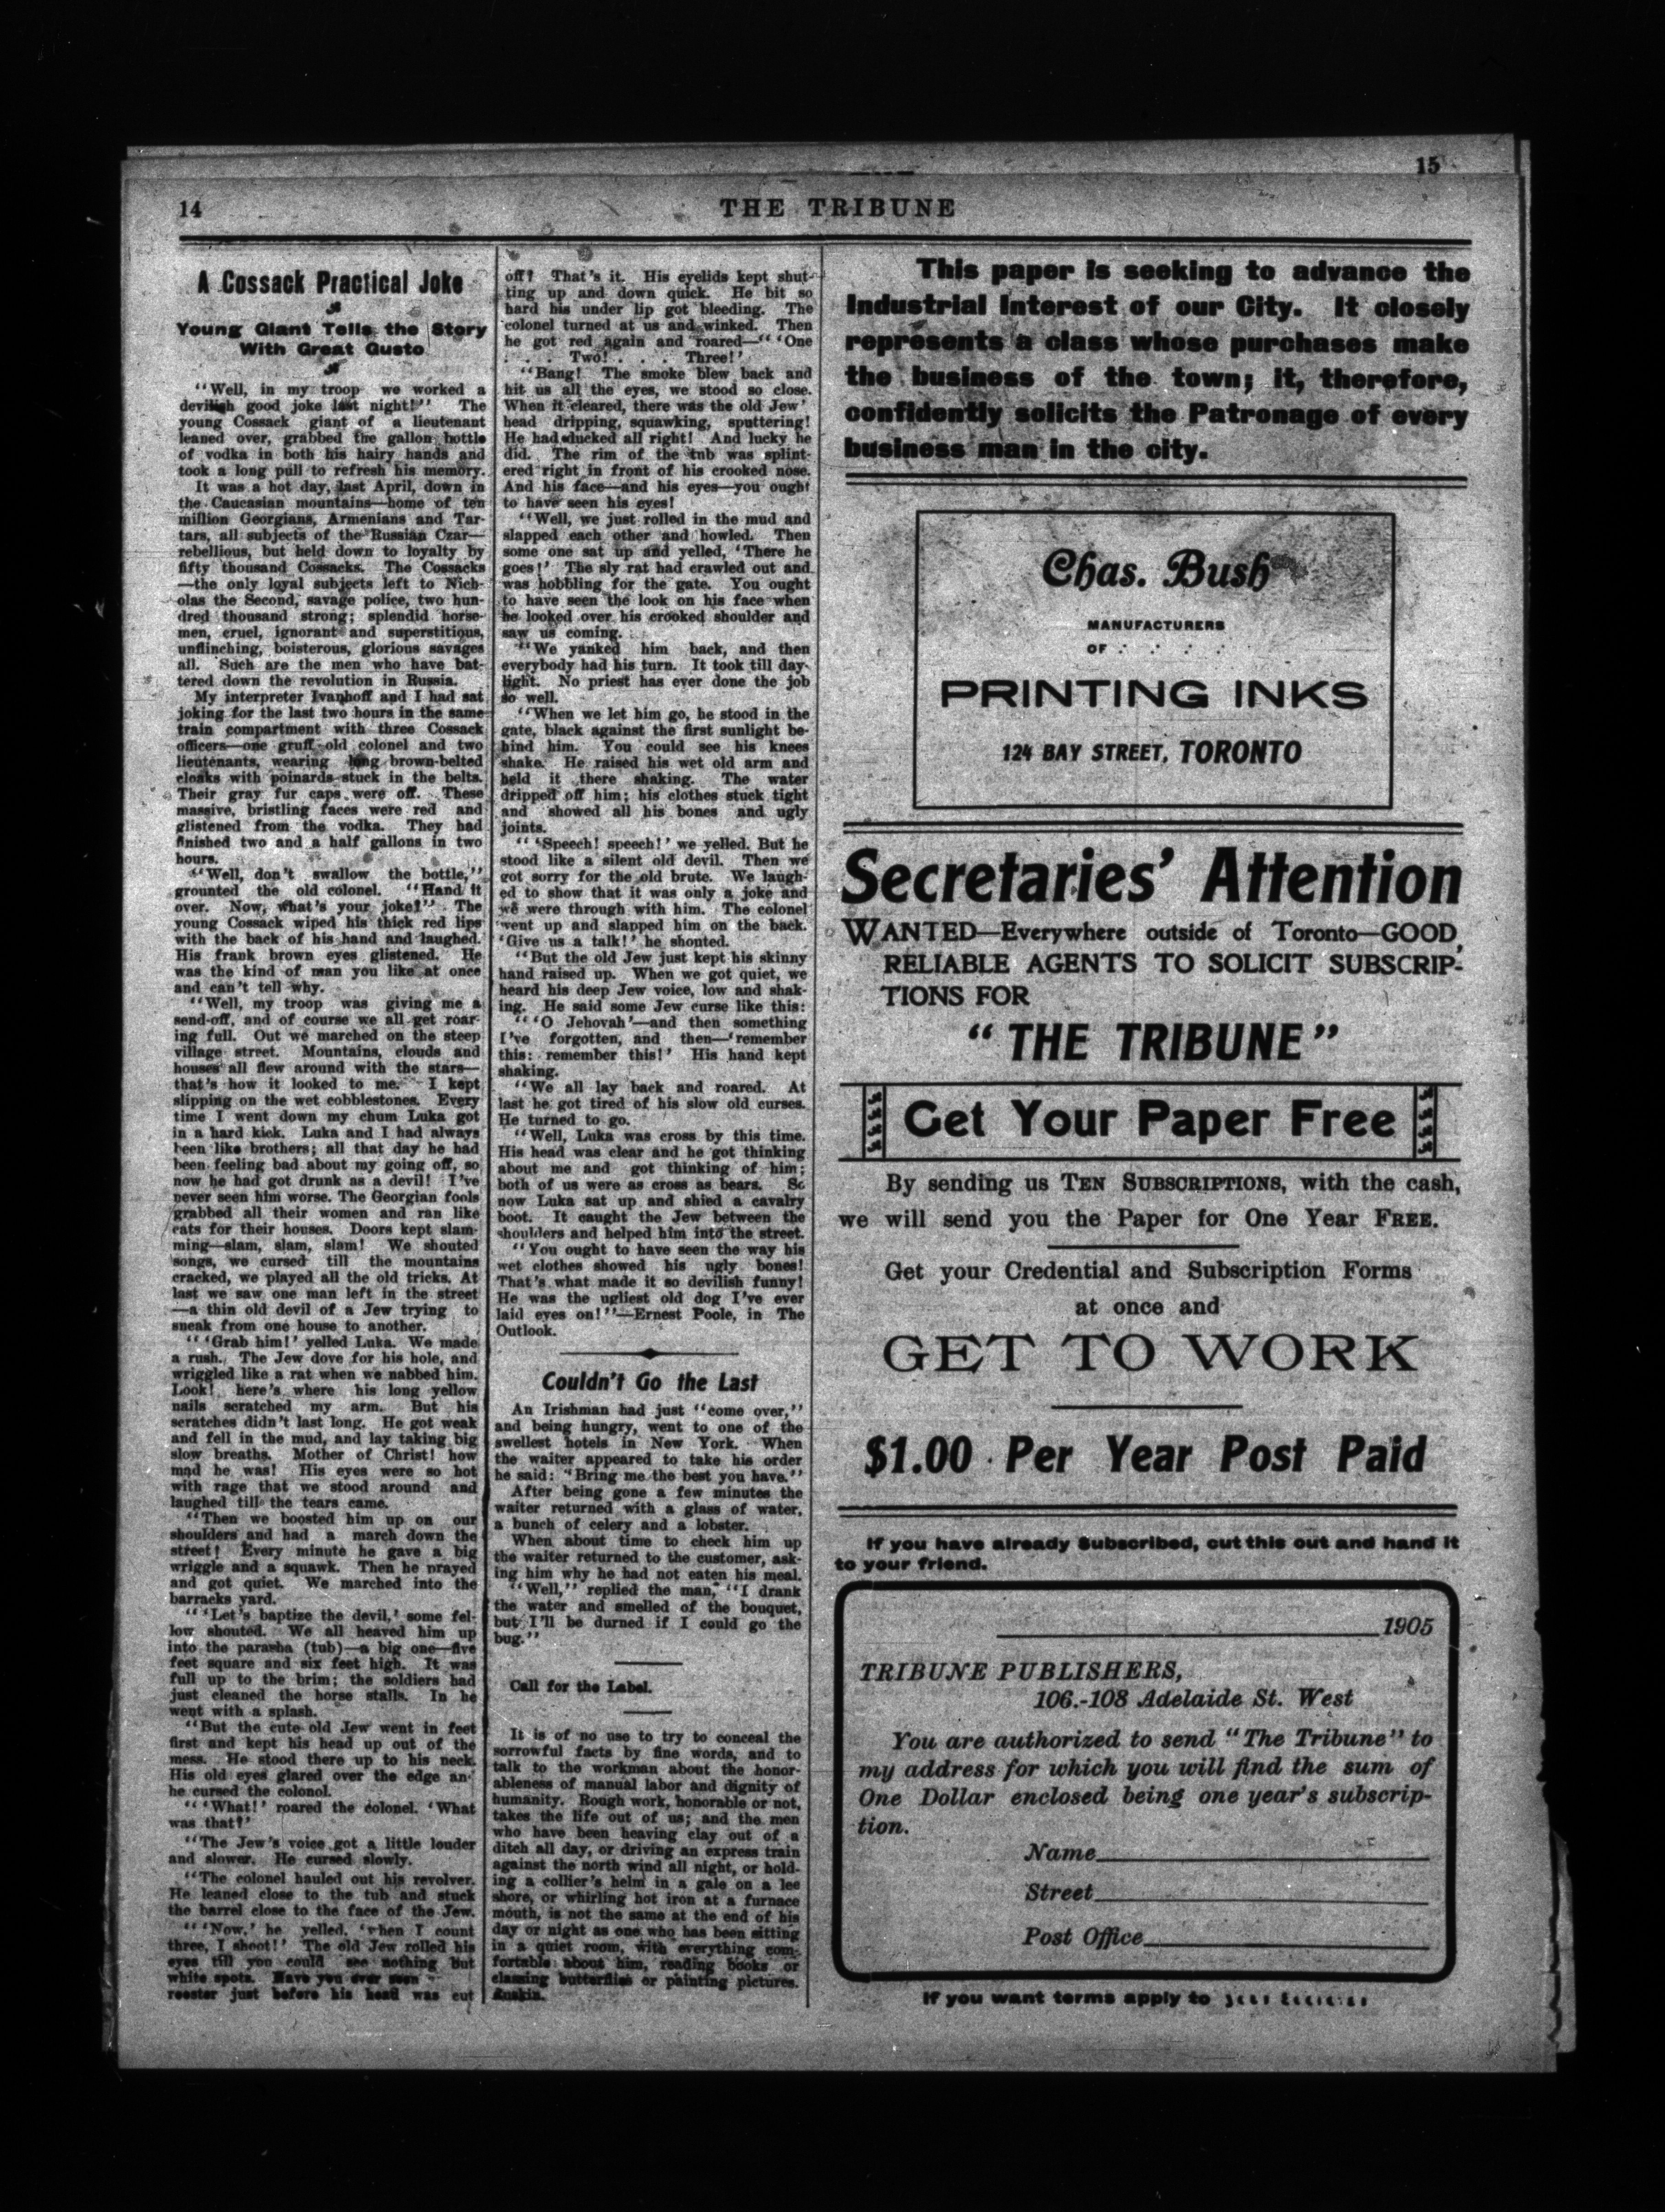 15
14
THE TRIBUNE
A Cossack Practical Joke
Young Giant Tells the Story
With Great Gusto
"Well, in my troop we worked a
devilish good joke last night!" The
young Cossack giant of a lieutenant
leaned over, grabbed the gallon bottle
of vodka in both his hairy hands and
took a long pull to refresh his memory.
It was a hot day, last April, down in
the Caucasian mountains—home of ten
million Georgians, Armenians and Tar-
tars, all subjects of the Russian Czar—
rebellious, but held down to loyalty by
fifty thousand Cossacks. The Cossacks
—the only loyal subjects left to Nich-
olas the Second, savage police, two hun-
dred thousand strong; splendid horse-
men, cruel, ignorant and superstitious,
unflinching, boisterous, glorious savages
all. Such are the men who have bat-
tered down the revolution in Russia.
My interpreter Ivanhoff and I had sat
joking for the last two hours in the same
train compartment with three Cossack
officers—one gruff old colonel and two
lieutenants, wearing long brown-belted
cloaks with poinards stuck in the belts.
Their gray fur caps were off. These
massive, bristling faces were red and
glistened from the vodka. They had
finished two and a half gallons in two
hours.
"Well, don't swallow the bottle,"
grounted the old colonel. "Hand it
over. Now, what's your joke?" The
young Cossack wiped his thick red lips
with the back of his hand and laughed.
His frank brown eyes glistened. He
was the kind of man you like at once
and can't tell why.
"Well, my troop was giving me a
send-off, and of course we all get roar-
ing full. Out we marched on the steep
village street. Mountains, clouds and
houses all flew around with the stars—
that's how it looked to me. I kept
slipping on the wet cobblestones. Every
time I went down my chum Luka got
in a hard kick. Luka and I had always
been like brothers; all that day he had
been feeling bad about my going off, so
now he had got drunk as a devil! I've
never seen him worse. The Georgian fools
grabbed all their women and ran like
cats for their houses. Doors kept slam-
ming—slam, slam, slam! We shouted
songs, we cursed till the mountains
cracked, we played all the old tricks. At
last we saw one man left in the street
—a thin old devil of a Jew trying to
sneak from one house to another.
"'Grab him!' yelled Luka. We made
a rush. The Jew dove for his hole, and
wriggled like a rat when we nabbed him.
Look! here's where his long yellow
nails scratched my arm. But his
scratches didn't last long. He got weak
and fell in the mud, and lay taking big
slow breaths. Mother of Christ! how
mad he was! His eyes were so hot
with rage that we stood around and
laughed till the tears came.
"Then we boosted him up on our
shoulders and had a march down the
street! Every minute he gave a big
wriggle and a squawk. Then he prayed
and got quiet. We marched into the
barracks yard.
"'Let's baptize the devil,' some fel-
low shouted. We all heaved him up
into the parasha (tub)—a big one—five
feet square and six feet high. It was
full up to the brim; the soldiers had
just cleaned the horse stalls. In he
went with a splash.
"But the cute old Jew went in feet
first and kept his head up out of the
mess. He stood there up to his neck.
His old eyes glared over the edge an'
he cursed the colonol.
"'What!' roared the colonel. 'What
was that?'
"The Jew's voice got a little louder
and slower. He cursed slowly.
"The colonel hauled out his revolver.
He leaned close to the tub and stuck
the barrel close to the face of the Jew.
"'Now,' he yelled, 'when I count
three, I shoot!' The old Jew rolled his
eyes till you could see nothing but
white spots. Have you ever seen
rooster just before his head was cut
off? That's it. His eyelids kept shut-
ting up and down quick. He bit so
hard his under lip got bleeding. The
colonel turned at us and winked. Then
he got red again and roared—"'One
. . . Two! . . . Three!'
"Bang! The smoke blew back and
hit us all the eyes, we stood so close.
When it cleared, there was the old Jew'
head dripping, squawking, sputtering!
He had ducked all right! And lucky he
did. The rim of the tub was splint-
ered right in front of his crooked nose.
And his face—and his eyes—you ought
to have seen his eyes!
"Well, we just rolled in the mud and
slapped each other and howled. Then
some one sat up and yelled, 'There he
goes!' The sly rat had crawled out and
was hobbling for the gate. You ought
to have seen the look on his face when
he looked over his crooked shoulder and
saw us coming.
"We yanked him back, and then
everybody had his turn. It took till day-
light. No priest has ever done the job
so well.
"When we let him go, he stood in the
gate, black against the first sunlight be-
hind him. You could see his knees
shake. He raised his wet old arm and
held it there shaking. The water
dripped off him; his clothes stuck tight
and showed all his bones and ugly
joints.
"'Speech! speech!' we yelled. But he
stood like a silent old devil. Then we
got sorry for the old brute. We laugh-
ed to show that it was only a joke and
we were through with him. The colonel
went up and slapped him on the back.
'Give us a talk!' he shouted.
"But the old Jew just kept his skinny
hand raised up. When we got quiet, we
heard his deep Jew voice, low and shak-
ing. He said some Jew curse like this:
"'O Jehovah'—and then something
I've forgotten, and then—'remember
this: remember this!' His hand kept
shaking.
"We all lay back and roared. At
last he got tired of his slow old curses.
He turned to go.
"Well, Luka was cross by this time.
His head was clear and he got thinking
about me and got thinking of him;
both of us were as cross as bears. So
now Luka sat up and shied a cavalry
boot. It caught the Jew between the
shoulders and helped him into the street.
"You ought to have seen the way his
wet clothes showed his ugly bones!
That's what made it so devilish funny!
He was the ugliest old dog I've ever
laid eyes on!"—Ernest Poole, in The
Outlook.
Couldn't Go the Last
An Irishman had just "come over,"
and being hungry, went to one of the
swellest hotels in New York. When
the waiter appeared to take his order
he said: "Bring me the best you have."
After being gone a few minutes the
waiter returned with a glass of water,
a bunch of celery and a lobster.
When about time to check him up
the waiter returned to the customer, ask-
ing him why he had not eaten his meal.
"Well," replied the man, "I drank
the water and smelled of the bouquet,
but I'll be durned if I could go the
bug."
Call for the Label.
It is of no use to try to conceal the
sorrowful facts by fine words, and to
talk to the workman about the honor-
ableness of manual labor and dignity of
humanity. Rough work, honorable or not,
takes the life out of us; and the men
who have been heaving clay out of a
ditch all day, or driving an express train
against the north wind all night, or hold-
ing a collier's helm in a gale on a lee
shore, or whirling hot iron at a furnace
mouth, is not the same at the end of his
day or night as one who has been sitting
in a quiet room, with everything com-
fortable about him, reading books or
classing butterflies or painting pictures.
Ruskin.
This paper is seeking to advance the
Industrial Interest of our City. It closely
represents a class whose purchases make
the business of the town; it, therefore,
confidently solicits the Patronage of every
business man in the city.
Chas. Bush
MANUFACTURERS
OF
PRINTING INKS
124 BAY STREET, TORONTO
Secretaries' Attention
WANTED—Everywhere outside of Toronto—GOOD,
RELIABLE AGENTS TO SOLICIT SUBSCRIP-
TIONS FOR
"THE TRIBUNE"
Get Your Paper Free
By sending us TEN SUBSCRIPTIONS, with the cash,
we will send you the Paper for One Year FREE.
Get your Credential and Subscription Forms
at once and
GET TO WORK
$1.00 Per Year Post Paid
If you have already Subscribed, cut this out and hand it
to your friend.
1905
TRIBUNE PUBLISHERS,
106.-108 Adelaide St. West
You are authorized to send "The Tribune" to
my address for which you will find the sum of
One Dollar enclosed being one year's subscrip-
tion.
Name
Street
Post Office
If you want terms apply to